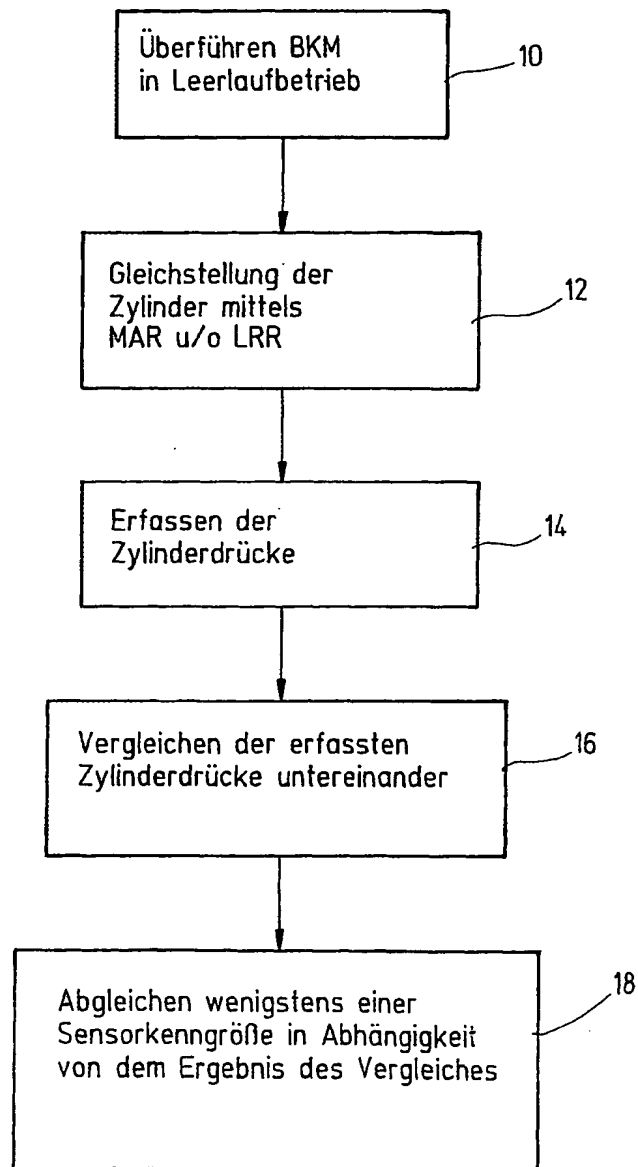 Überführen BKM
in Leerlaufbetrieb
10
Gleichstellung der
Zylinder mittels
MAR u/o LRR
12
Erfassen der
Zylinderdrücke
14
Vergleichen der erfassten
Zylinderdrücke untereinander
16
Abgleichen wenigstens einer
Sensorkenngröße in Abhängigkeit
von dem Ergebnis des Vergleiches
18